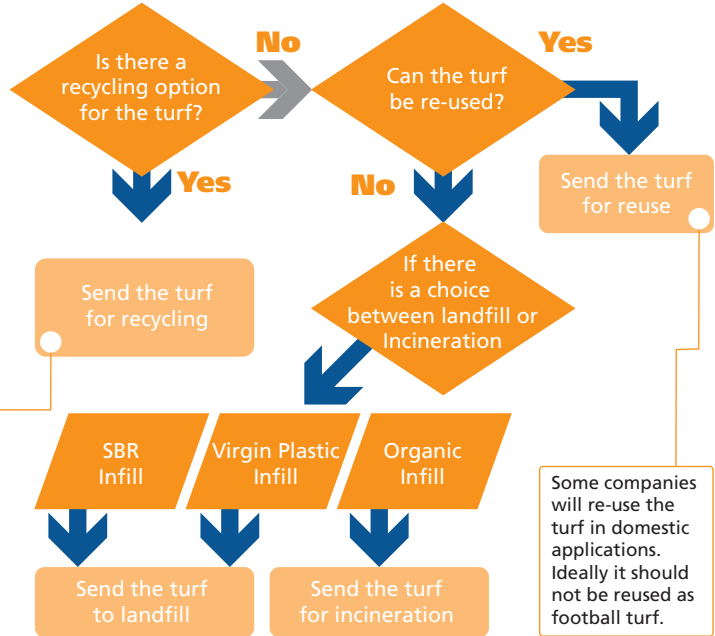 Is there a
recycling option
for the turf?
No
Can the turf
be re-used?
Yes
Yes
Send the turf
for recycling
No
Send the turf
for reuse
If there
is a choice
between landfill or
Incineration
SBR
Infill
Virgin Plastic
Infill
Organic
Infill
Send the turf
to landfill
Send the turf
for incineration
Some companies
will re-use the
turf in domestic
applications.
Ideally it should
not be reused as
football turf.